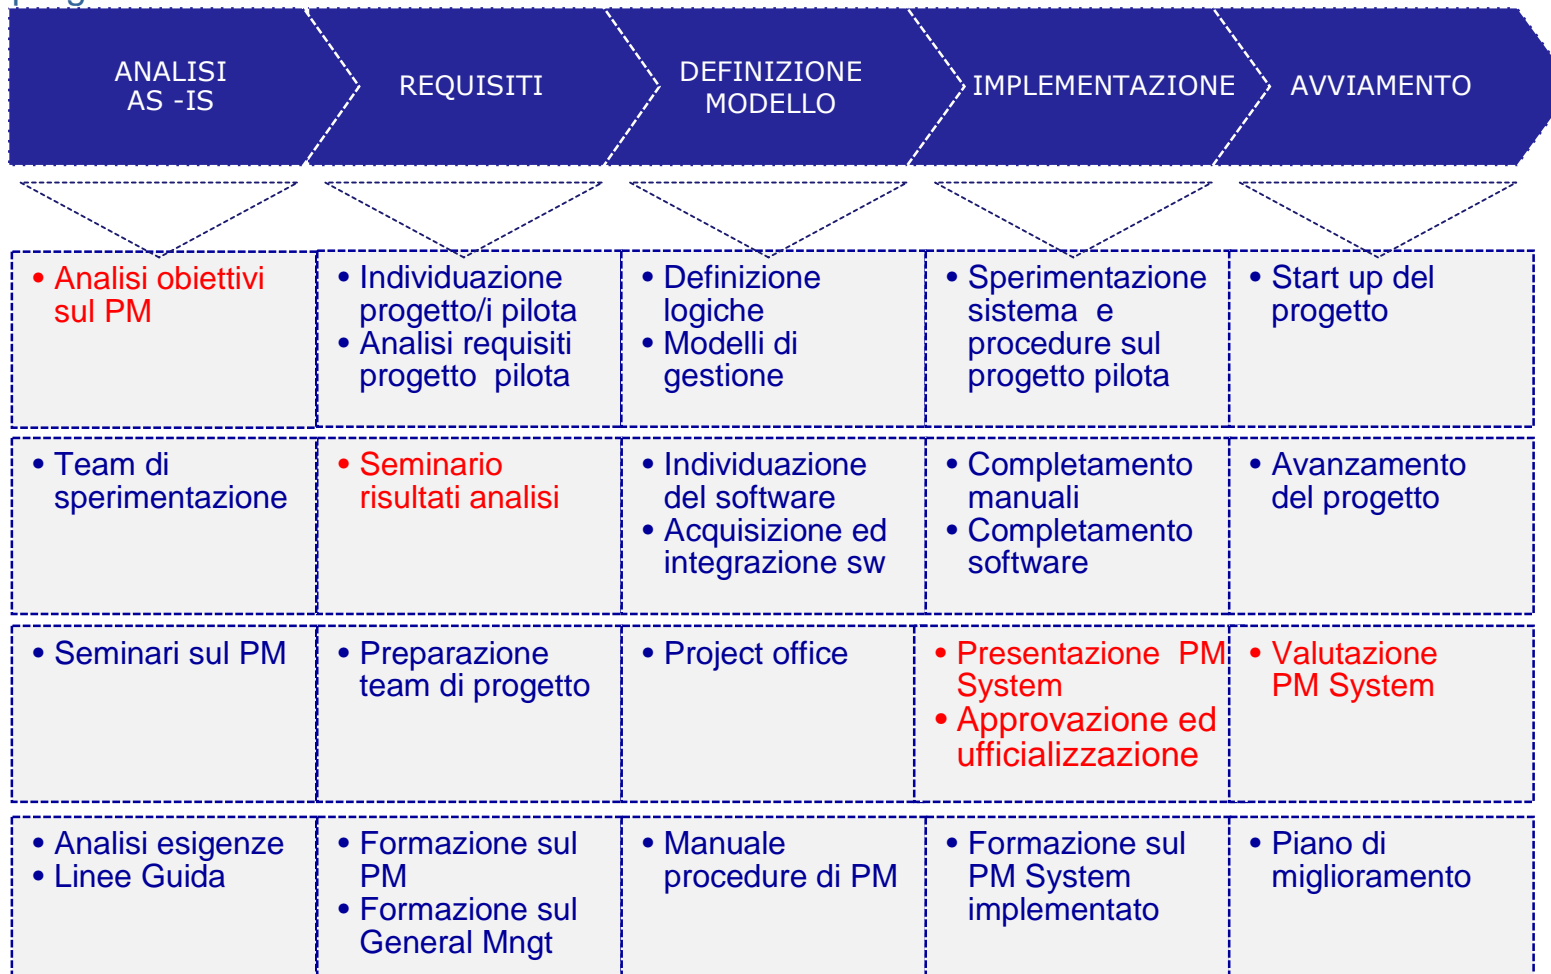 ANALISI
AS -IS
REQUISITI
DEFINIZIONE
MODELLO
IMPLEMENTAZIONE
AVVIAMENTO
• Analisi obiettivi
sul PM
• Individuazione
progetto/i pilota
• Analisi requisiti
progetto pilota
• Definizione
logiche
• Modelli di
gestione
• Sperimentazione
sistema e
procedure sul
progetto pilota
• Start up del
progetto
• Team di
sperimentazione
• Seminario
risultati analisi
• Individuazione
del software
• Acquisizione ed
integrazione sw
• Completamento
manuali
• Completamento
software
• Avanzamento
del progetto
• Seminari sul PM
• Preparazione
team di progetto
• Project office
• Presentazione PM
System
• Approvazione ed
ufficializzazione
• Valutazione
PM System
• Analisi esigenze
• Linee Guida
• Formazione sul
PM
• Formazione sul
General Mngt
• Manuale
procedure di PM
• Formazione sul
PM System
implementato
• Piano di
miglioramento